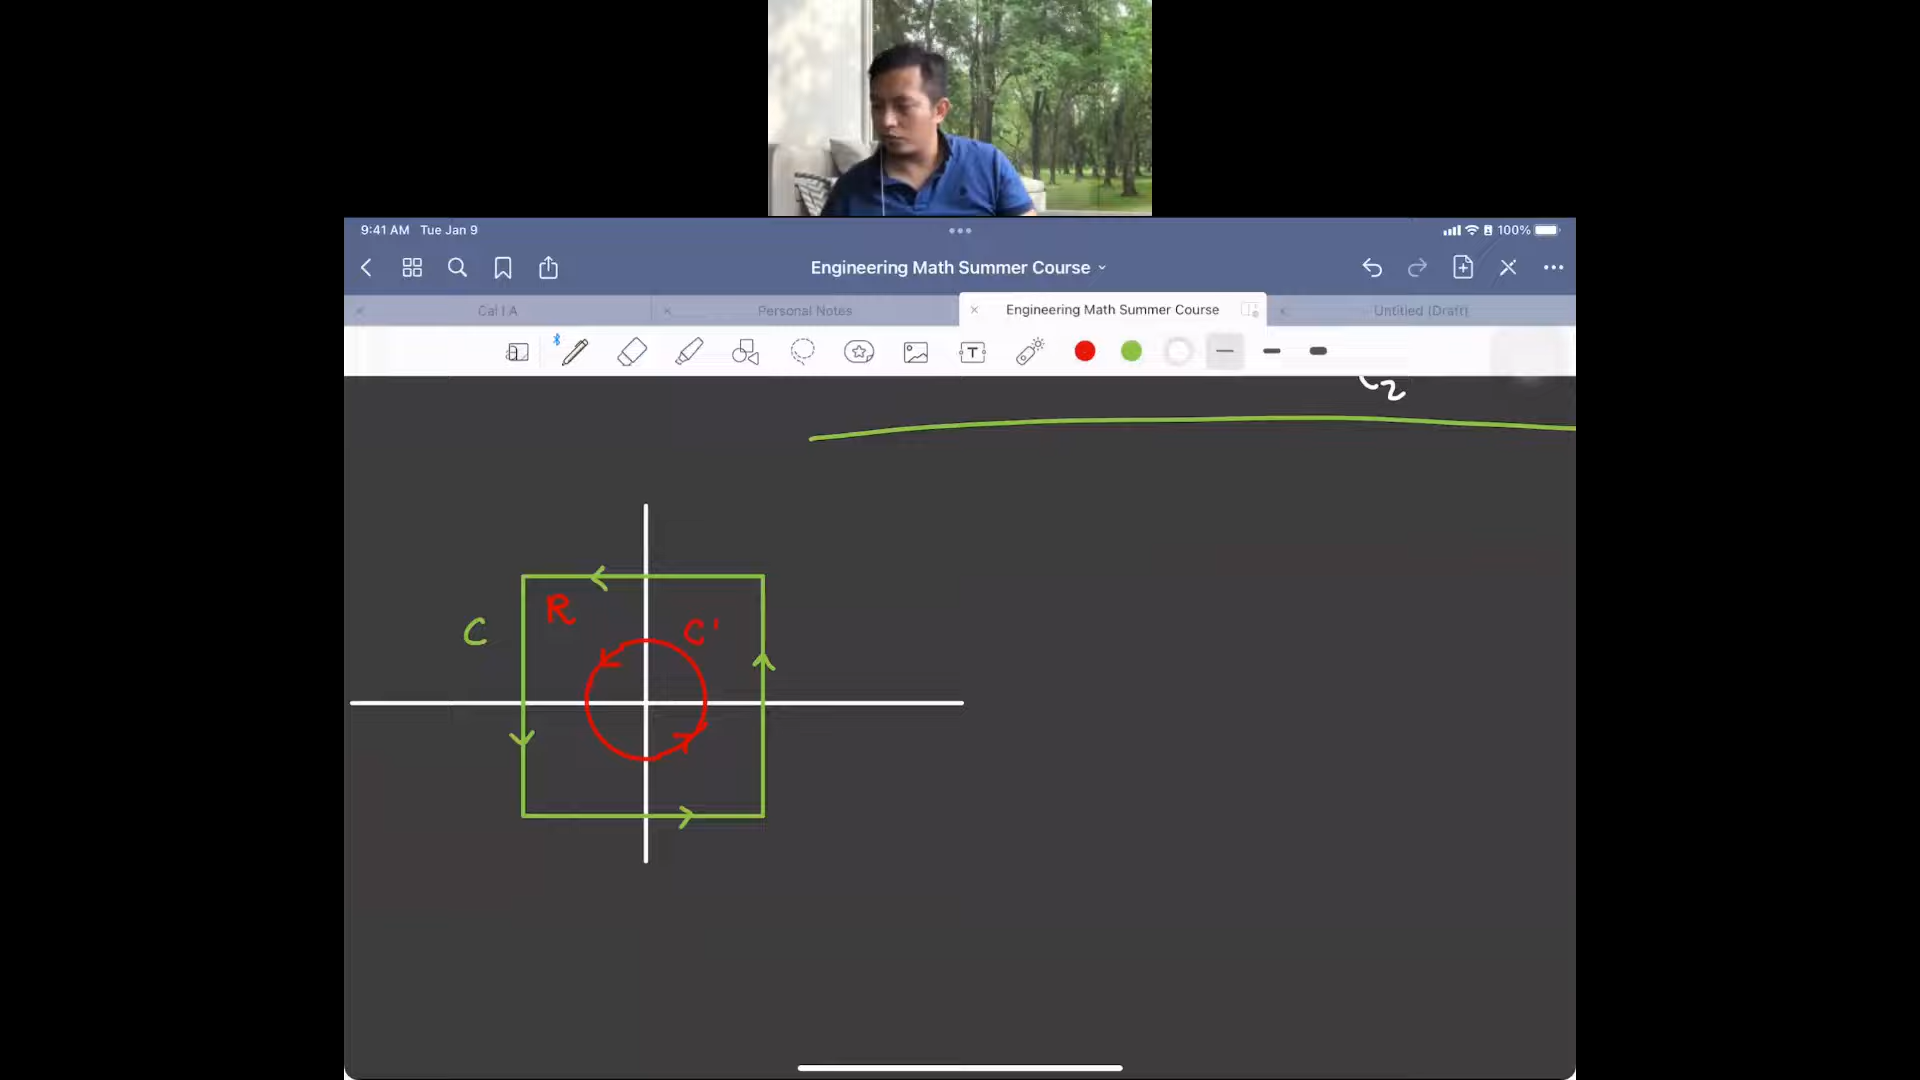 9:41 AM Tue Jan 9
100%
Engineering Math Summer Course
Cal I A
Personal Notes
Engineering Math Summer Course
Untitled (Draft)
T
C₂
R
C'
C